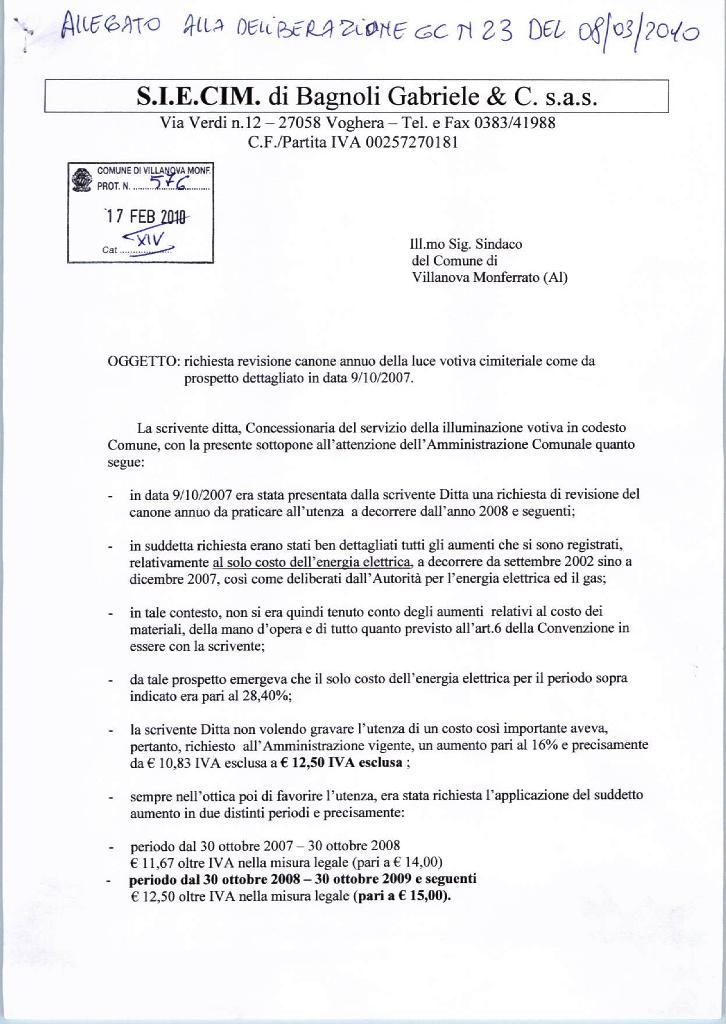 ALLEGATO ALLA DELIBERAZIONE GC N 23 DEL 08/03/2010
S.I.E.CIM. di Bagnoli Gabriele & C. s.a.s.
Via Verdi n.12 – 27058 Voghera – Tel. e Fax 0383/41988
C.F./Partita IVA 00257270181
COMUNE DI VILLANOVA MONF.
PROT. N. ....576....
17 FEB 2010
Cat ....XIV....
Ill.mo Sig. Sindaco
del Comune di
Villanova Monferrato (Al)
OGGETTO: richiesta revisione canone annuo della luce votiva cimiteriale come da
prospetto dettagliato in data 9/10/2007.
La scrivente ditta, Concessionaria del servizio della illuminazione votiva in codesto
Comune, con la presente sottopone all'attenzione dell'Amministrazione Comunale quanto
segue:
- in data 9/10/2007 era stata presentata dalla scrivente Ditta una richiesta di revisione del
canone annuo da praticare all'utenza a decorrere dall'anno 2008 e seguenti;
- in suddetta richiesta erano stati ben dettagliati tutti gli aumenti che si sono registrati,
relativamente al solo costo dell'energia elettrica, a decorrere da settembre 2002 sino a
dicembre 2007, così come deliberati dall'Autorità per l'energia elettrica ed il gas;
- in tale contesto, non si era quindi tenuto conto degli aumenti relativi al costo dei
materiali, della mano d'opera e di tutto quanto previsto all'art.6 della Convenzione in
essere con la scrivente;
- da tale prospetto emergeva che il solo costo dell'energia elettrica per il periodo sopra
indicato era pari al 28,40%;
- la scrivente Ditta non volendo gravare l'utenza di un costo così importante aveva,
pertanto, richiesto all'Amministrazione vigente, un aumento pari al 16% e precisamente
da € 10,83 IVA esclusa a € 12,50 IVA esclusa ;
- sempre nell'ottica poi di favorire l'utenza, era stata richiesta l'applicazione del suddetto
aumento in due distinti periodi e precisamente:
- periodo dal 30 ottobre 2007 – 30 ottobre 2008
€ 11,67 oltre IVA nella misura legale (pari a € 14,00)
- periodo dal 30 ottobre 2008 – 30 ottobre 2009 e seguenti
€ 12,50 oltre IVA nella misura legale (pari a € 15,00).